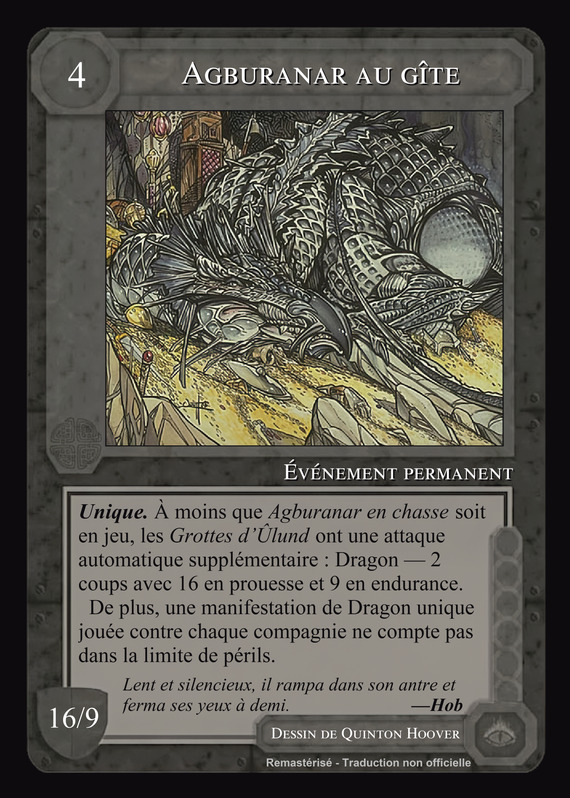 4
Agburanar au gîte
Événement permanent
Unique. À moins que Agburanar en chasse soit
en jeu, les Grottes d’Ûlund ont une attaque
automatique supplémentaire : Dragon — 2
coups avec 16 en prouesse et 9 en endurance.
De plus, une manifestation de Dragon unique
jouée contre chaque compagnie ne compte pas
dans la limite de périls.
Lent et silencieux, il rampa dans son antre et
ferma ses yeux à demi. —Hob
16/9
Dessin de Quinton Hoover
Remastérisé - Traduction non officielle